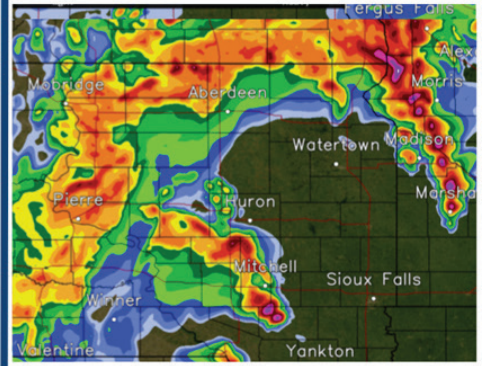 Fergus Falls
Alex
Mobridge
Morris
Aberdeen
Watertown
Madison
Pierre
Huron
Marsha
Mitchell
Sioux Falls
Winner
Valentine
Yankton